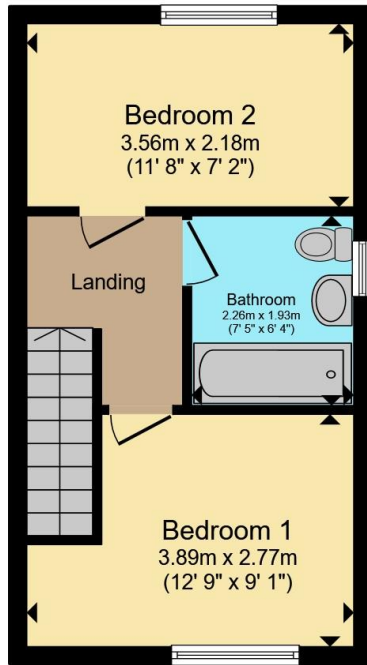 Bedroom 2
3.56m x 2.18m
(11' 8" x 7' 2")
Landing
Bathroom
2.26m x 1.93m
(7' 5" x 6' 4")
Bedroom 1
3.89m x 2.77m
(12' 9" x 9' 1")